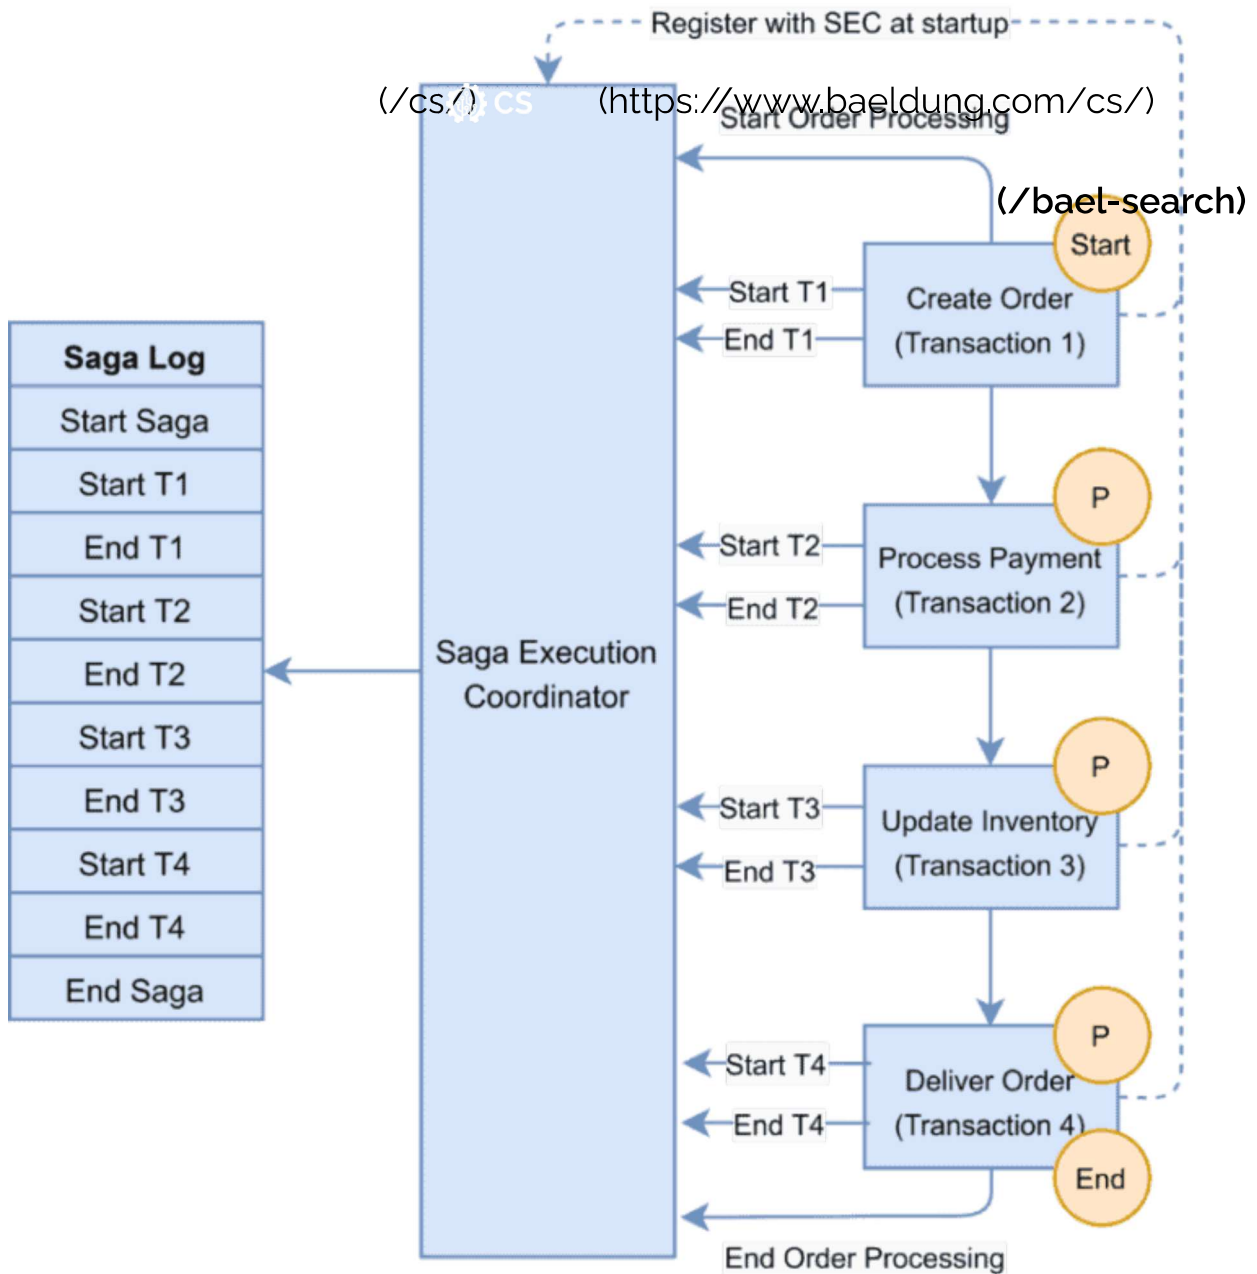 Register with SEC at startup
(/cs/)
CS
(https://www.baeldung.com/cs/)
Start Order Processing
(/bael-search)
Start
Start T1
End T1
Create Order
(Transaction 1)
Saga Log
Start Saga
Start T1
End T1
Start T2
End T2
Start T3
End T3
Start T4
End T4
End Saga
Saga Execution
Coordinator
P
Start T2
End T2
Process Payment
(Transaction 2)
P
Start T3
End T3
Update Inventory
(Transaction 3)
P
Start T4
End T4
Deliver Order
(Transaction 4)
End
End Order Processing